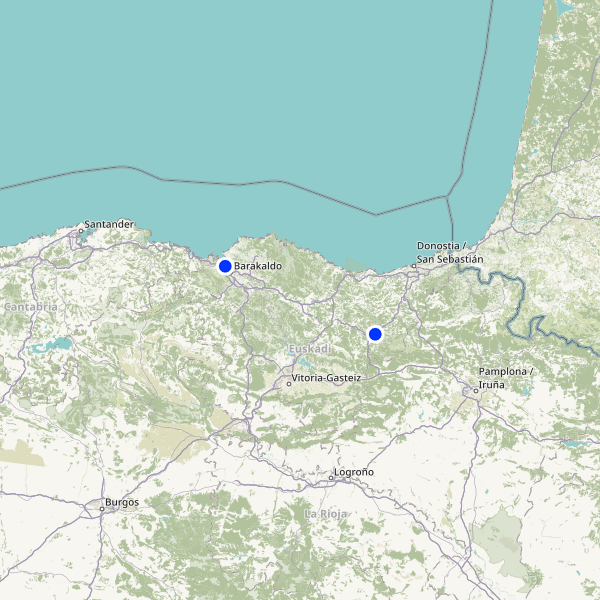 Santander
Donostia /
San Sebastián
Barakaldo
Cantabria
Euskadi
Vitoria-Gasteiz
Pamplona /
Iruña
Logroño
Burgos
La Rioja